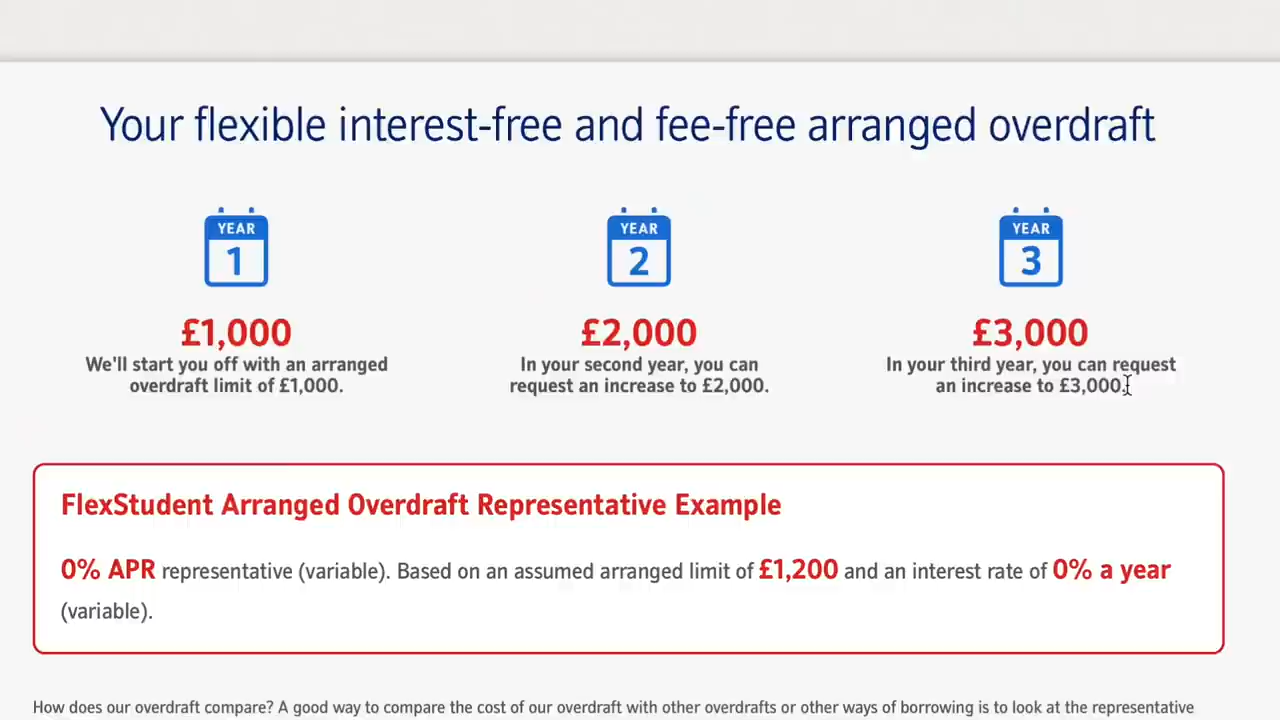 Your flexible interest-free and fee-free arranged overdraft
YEAR
1
YEAR
2
YEAR
3
£1,000
We'll start you off with an arranged
overdraft limit of £1,000.
£2,000
In your second year, you can
request an increase to £2,000.
£3,000
In your third year, you can request
an increase to £3,000.
FlexStudent Arranged Overdraft Representative Example
0% APR representative (variable). Based on an assumed arranged limit of £1,200 and an interest rate of 0% a year
(variable).
How does our overdraft compare? A good way to compare the cost of our overdraft with other overdrafts or other ways of borrowing is to look at the representative